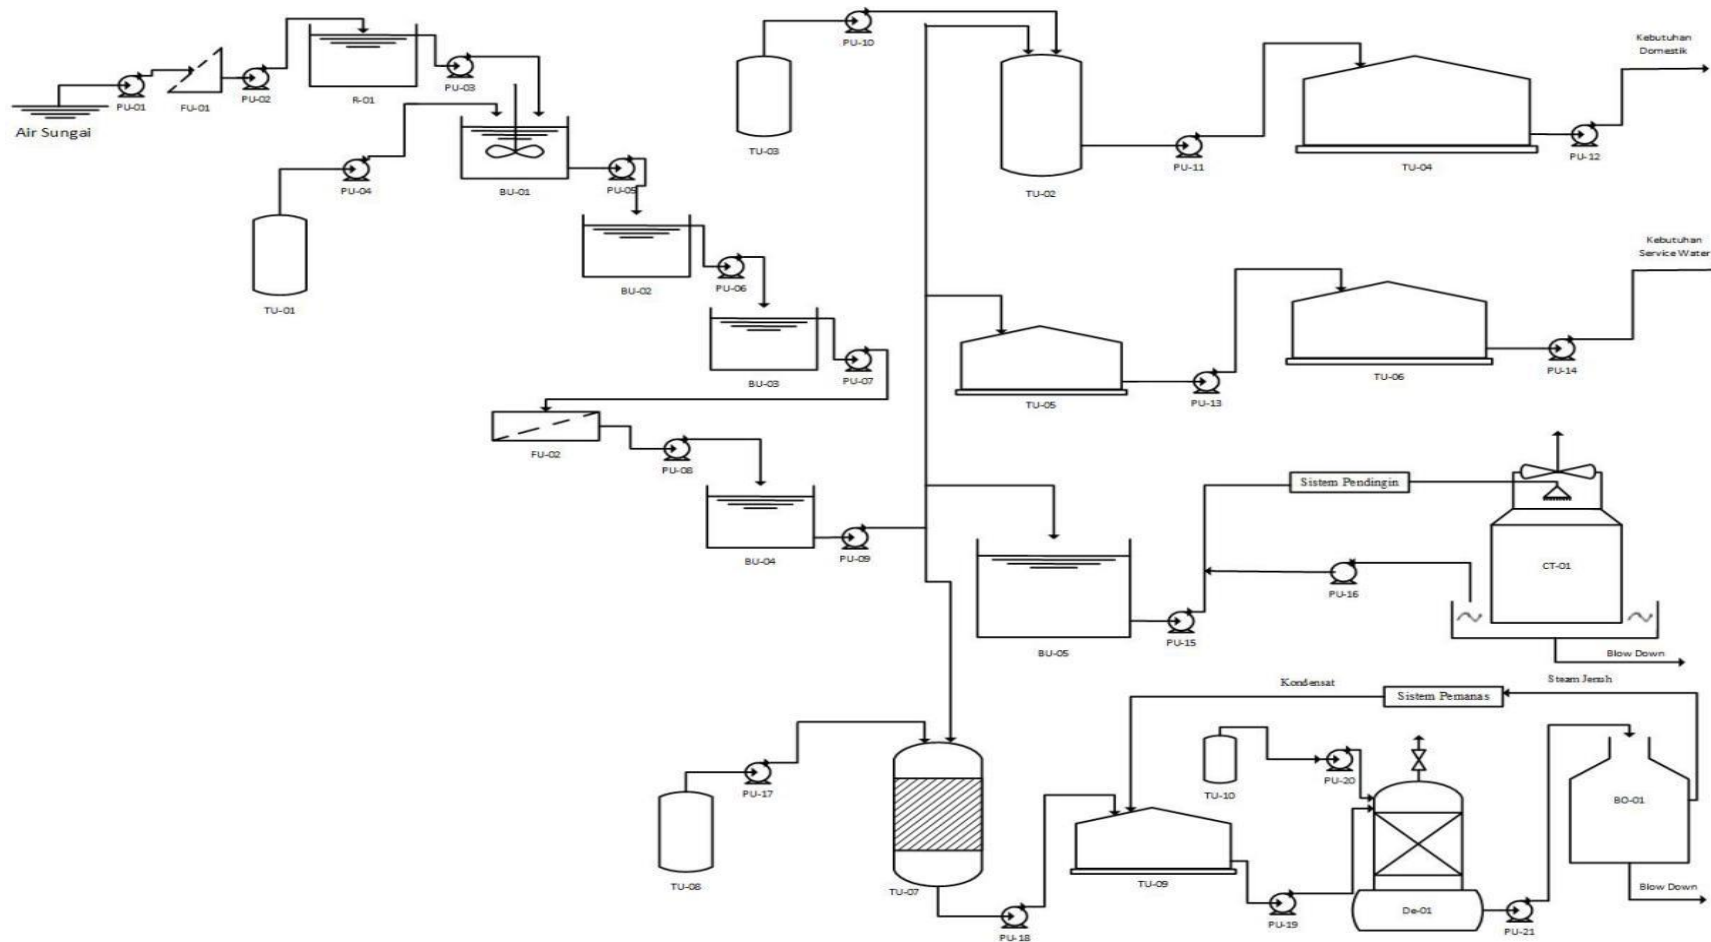 Air Sungai
PU-01
FU-01
PU-02
R-01
PU-03
PU-04
TU-01
BU-01
PU-05
BU-02
PU-06
BU-03
PU-07
FU-02
PU-08
BU-04
PU-09
TU-03
PU-10
TU-02
PU-11
TU-04
PU-12
Kebutuhan
Domestik
TU-05
PU-13
TU-06
PU-14
Kebutuhan
Service Water
BU-05
PU-15
Sistem Pendingin
PU-16
CT-01
Blow Down
TU-08
PU-17
TU-07
PU-18
TU-09
Kondensat
Sistem Pemanas
Steam Jenuh
TU-10
PU-20
PU-19
De-01
PU-21
BO-01
Blow Down